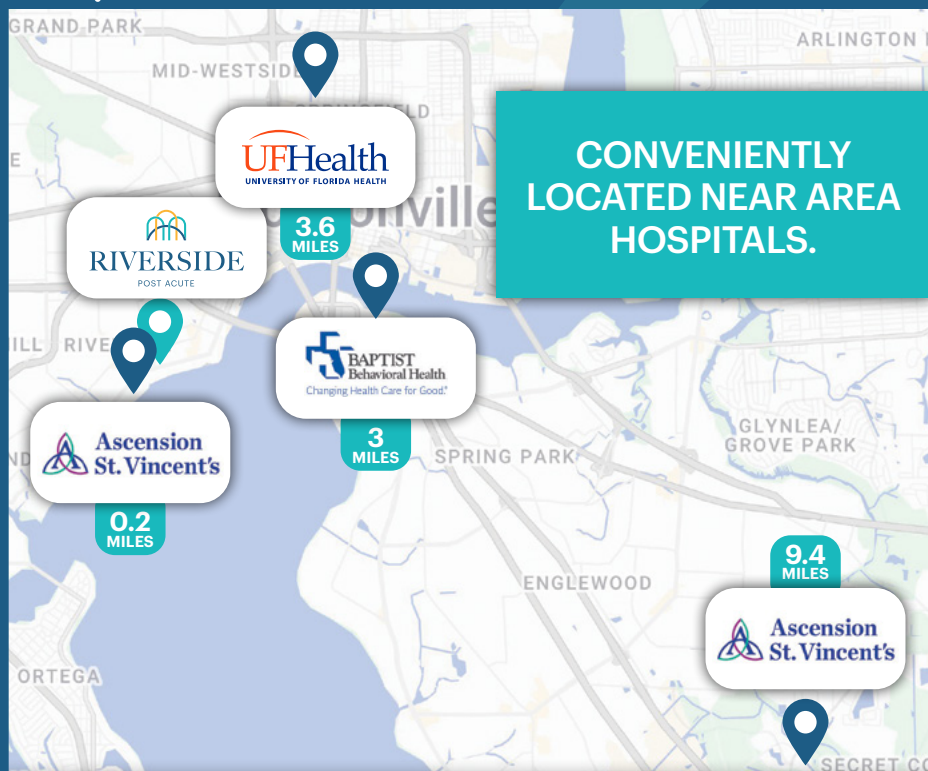 GRAND PARK
ARLINGTON
MID-WESTSIDE
UFHealth
UNIVERSITY OF FLORIDA HEALTH
3.6
MILES
CONVENIENTLY
LOCATED NEAR AREA
HOSPITALS.
RIVERSIDE
POST ACUTE
BAPTIST
Behavioral Health
Changing Health Care for Good.®
3
MILES
Ascension
St. Vincent's
0.2
MILES
SPRING PARK
GLYNLEA/
GROVE PARK
ENGLEWOOD
9.4
MILES
Ascension
St. Vincent's
ORTEGA
SECRET CO